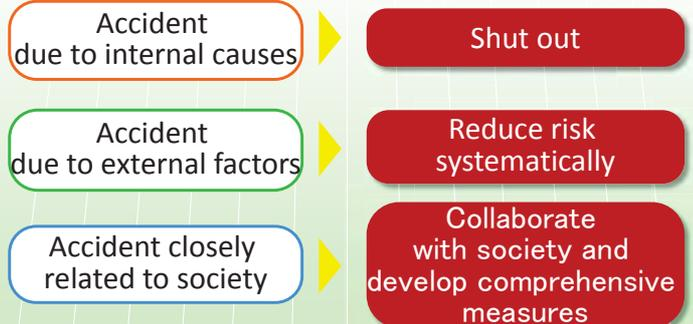 Accident
due to internal causes
Shut out
Accident
due to external factors
Reduce risk
systematically
Accident closely
related to society
Collaborate
with society and
develop comprehensive
measures